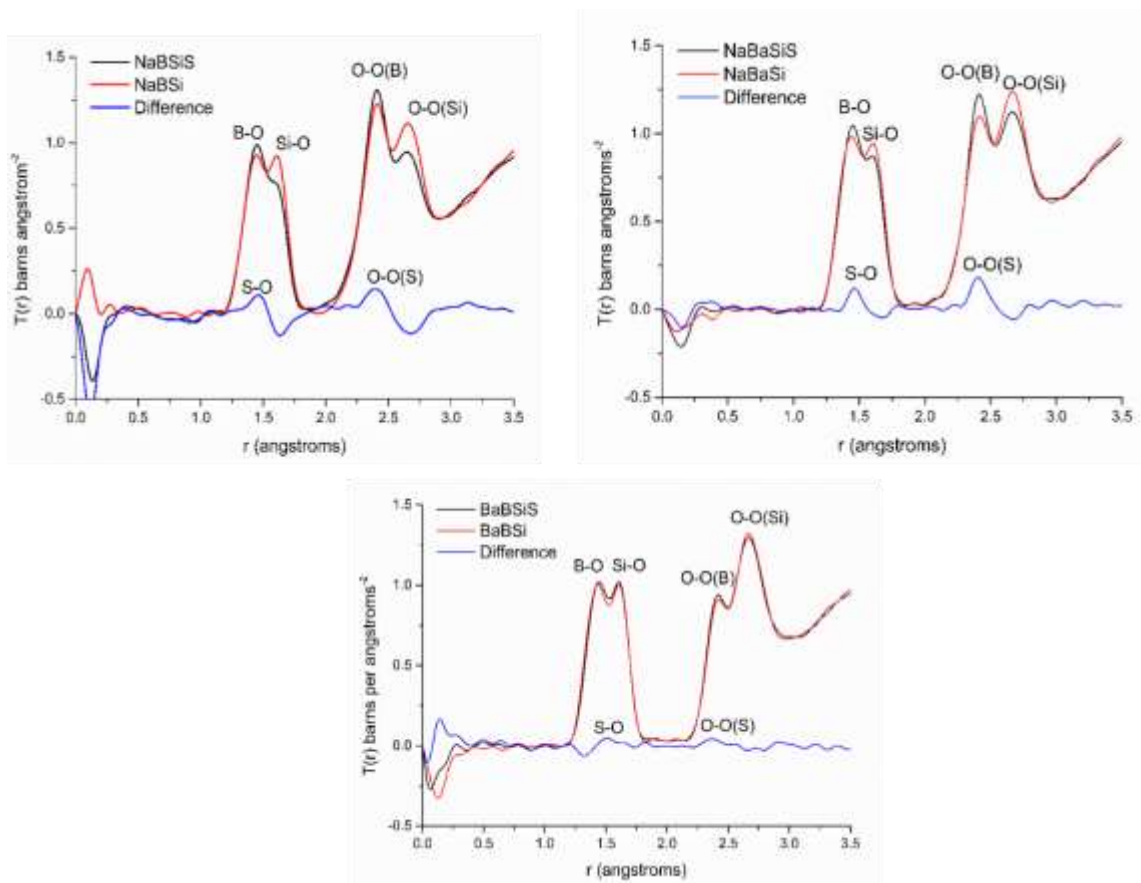 NaBSiS
NaBSi
Difference
O-O(B)
O-O(Si)
B-O
Si-O
S-O
O-O(S)
1.5
1.0
0.5
0.0
-0.5
T(r) barns angstrom⁻²
0.0 0.5 1.0 1.5 2.0 2.5 3.0 3.5
r (angstroms)
NaBaSiS
NaBaSi
Difference
O-O(B)
O-O(Si)
B-O
Si-O
S-O
O-O(S)
1.5
1.0
0.5
0.0
-0.5
T(r) barns angstroms⁻²
0.0 0.5 1.0 1.5 2.0 2.5 3.0 3.5
r (angstroms)
BaBSiS
BaBSi
Difference
O-O(Si)
B-O Si-O
O-O(B)
S-O
O-O(S)
1.5
1.0
0.5
0.0
-0.5
T(r) barns per angstroms⁻²
0.0 0.5 1.0 1.5 2.0 2.5 3.0 3.5
r (angstroms)